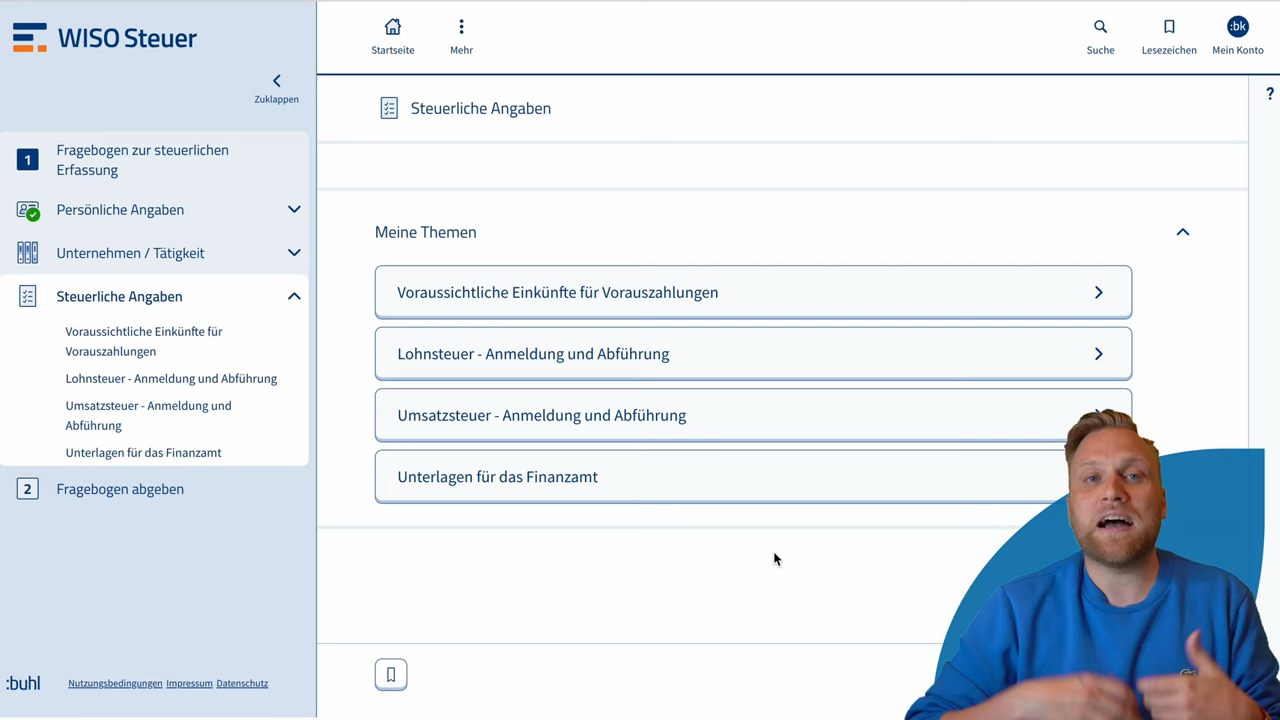 WISO Steuer
Zuklappen
1 Fragebogen zur steuerlichen
Erfassung
Persönliche Angaben
Unternehmen / Tätigkeit
Steuerliche Angaben
Voraussichtliche Einkünfte für
Vorauszahlungen
Lohnsteuer - Anmeldung und Abführung
Umsatzsteuer - Anmeldung und
Abführung
Unterlagen für das Finanzamt
2 Fragebogen abgeben
:buhl
Nutzungsbedingungen Impressum Datenschutz
Startseite
Mehr
Suche
Lesezeichen
:bk
Mein Konto
?
Steuerliche Angaben
Meine Themen
Voraussichtliche Einkünfte für Vorauszahlungen
Lohnsteuer - Anmeldung und Abführung
Umsatzsteuer - Anmeldung und Abführung
Unterlagen für das Finanzamt